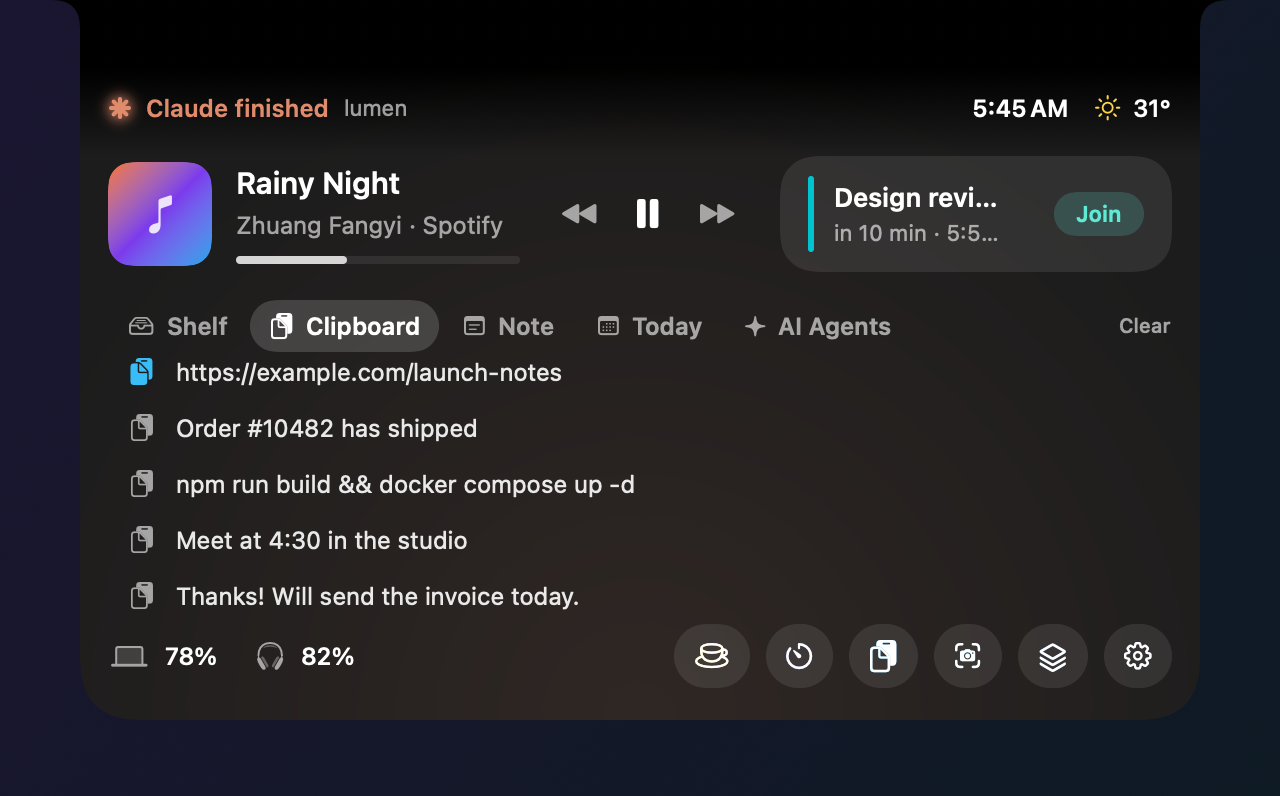 Claude finished lumen
5:45 AM 31°
Rainy Night
Zhuang Fangyi · Spotify
Design revi...
in 10 min · 5:5...
Join
Shelf Clipboard Note Today AI Agents Clear
https://example.com/launch-notes
Order #10482 has shipped
npm run build && docker compose up -d
Meet at 4:30 in the studio
Thanks! Will send the invoice today.
78% 82%